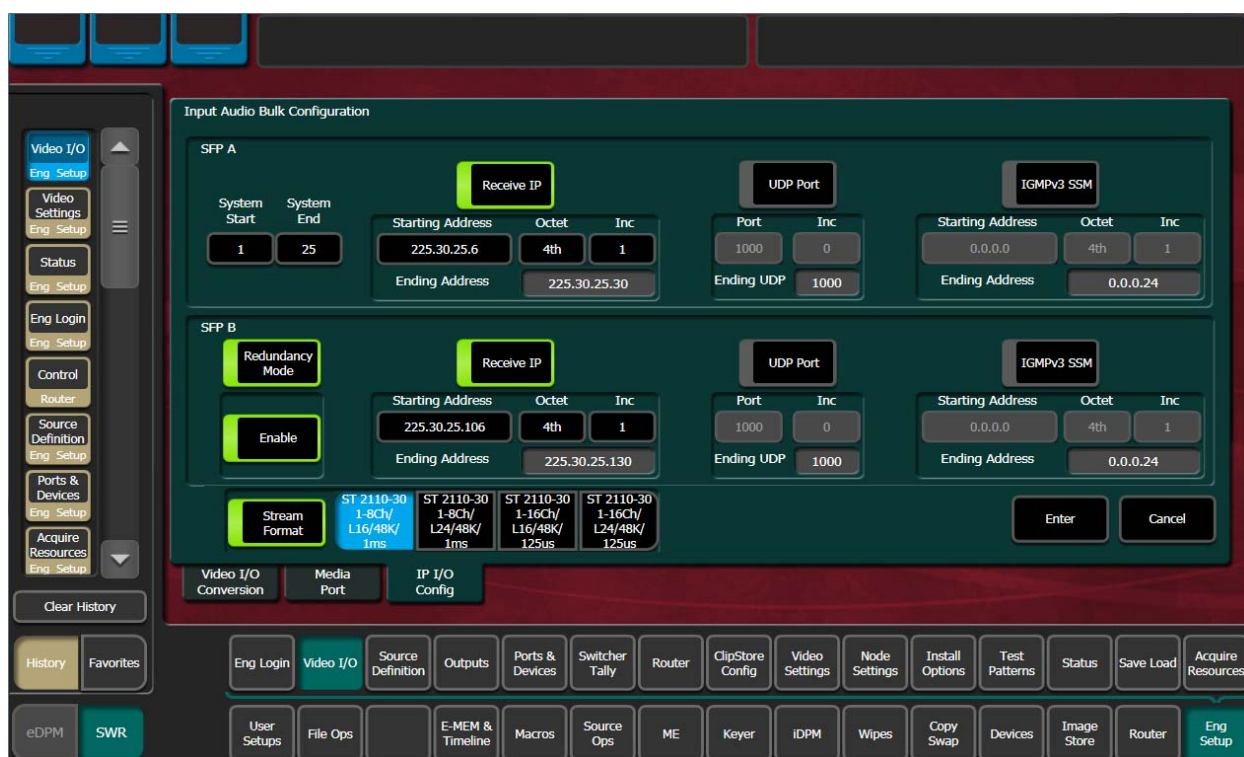 Input Audio Bulk Configuration
SFP A
System
Start
System
End
1
25
Receive IP
Starting Address
Octet
Inc
225.30.25.6
4th
1
Ending Address
225.30.25.30
UDP Port
Port
Inc
1000
0
Ending UDP
1000
IGMPv3 SSM
Starting Address
Octet
Inc
0.0.0.0
4th
1
Ending Address
0.0.0.24
SFP B
Redundancy
Mode
Enable
Receive IP
Starting Address
Octet
Inc
225.30.25.106
4th
1
Ending Address
225.30.25.130
UDP Port
Port
Inc
1000
0
Ending UDP
1000
IGMPv3 SSM
Starting Address
Octet
Inc
0.0.0.0
4th
1
Ending Address
0.0.0.24
Stream
Format
ST 2110-30
1-8Ch/
L16/48K/
1ms
ST 2110-30
1-8Ch/
L24/48K/
1ms
ST 2110-30
1-16Ch/
L16/48K/
125us
ST 2110-30
1-16Ch/
L24/48K/
125us
Enter
Cancel
Video I/O
Conversion
Media
Port
IP I/O
Config
Video I/O
Eng Setup
Video
Settings
Eng Setup
Status
Eng Setup
Eng Login
Eng Setup
Control
Router
Source
Definition
Eng Setup
Ports &
Devices
Eng Setup
Acquire
Resources
Eng Setup
Clear History
History
Favorites
Eng Login
Video I/O
Source
Definition
Outputs
Ports &
Devices
Switcher
Tally
Router
ClipStore
Config
Video
Settings
Node
Settings
Install
Options
Test
Patterns
Status
Save Load
Acquire
Resources
eDPM
SWR
User
Setups
File Ops
E-MEM &
Timeline
Macros
Source
Ops
ME
Keyer
iDPM
Wipes
Copy
Swap
Devices
Image
Store
Router
Eng
Setup